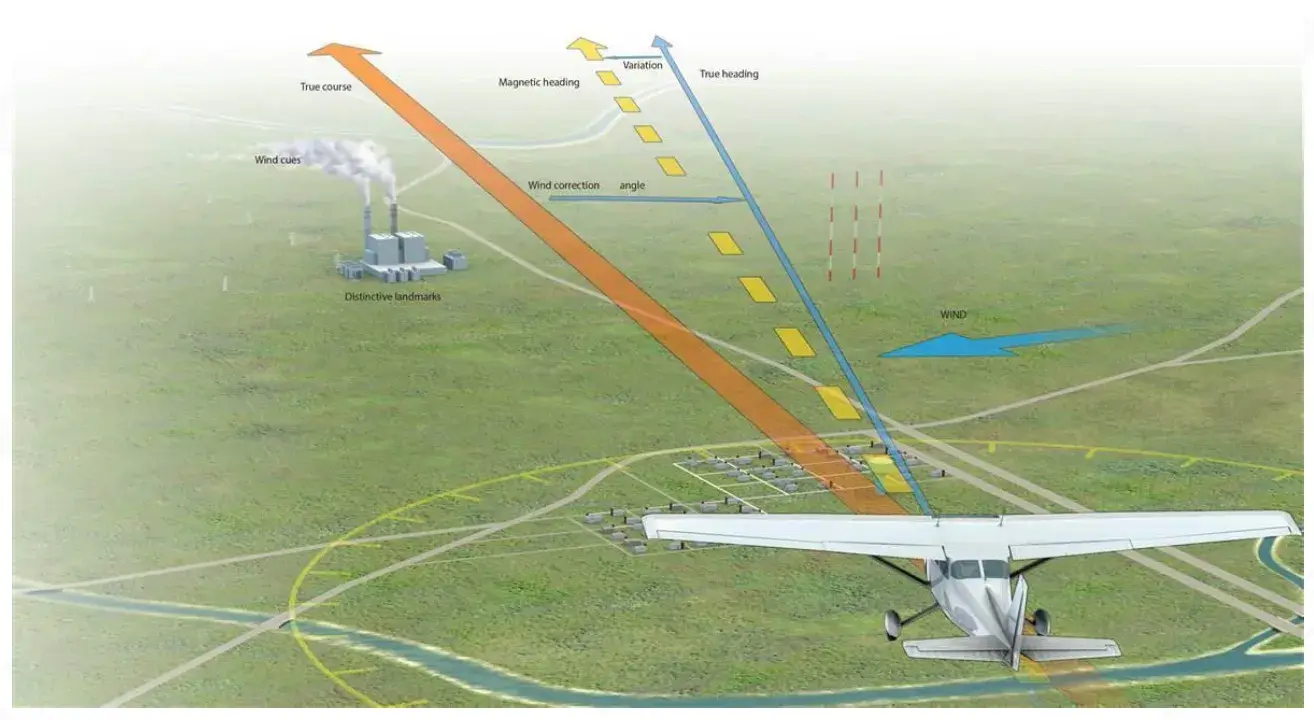 Variation
True heading
Magnetic heading
True course
Wind cues
Wind correction angle
Distinctive landmarks
WIND